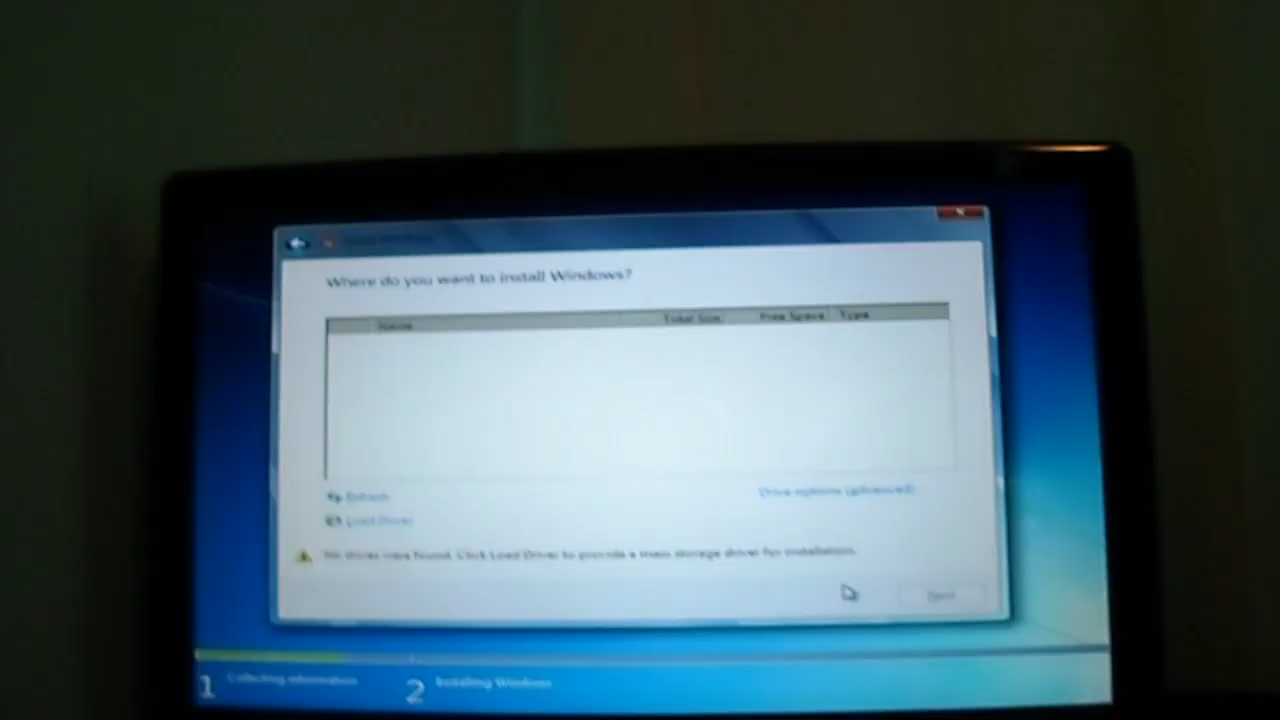 Install Windows
Where do you want to install Windows?
Name Total Size Free Space Type
Refresh Drive options (advanced)
Load Driver
No drives were found. Click Load Driver to provide a mass storage driver for installation.
Next
1 Collecting information 2 Installing Windows